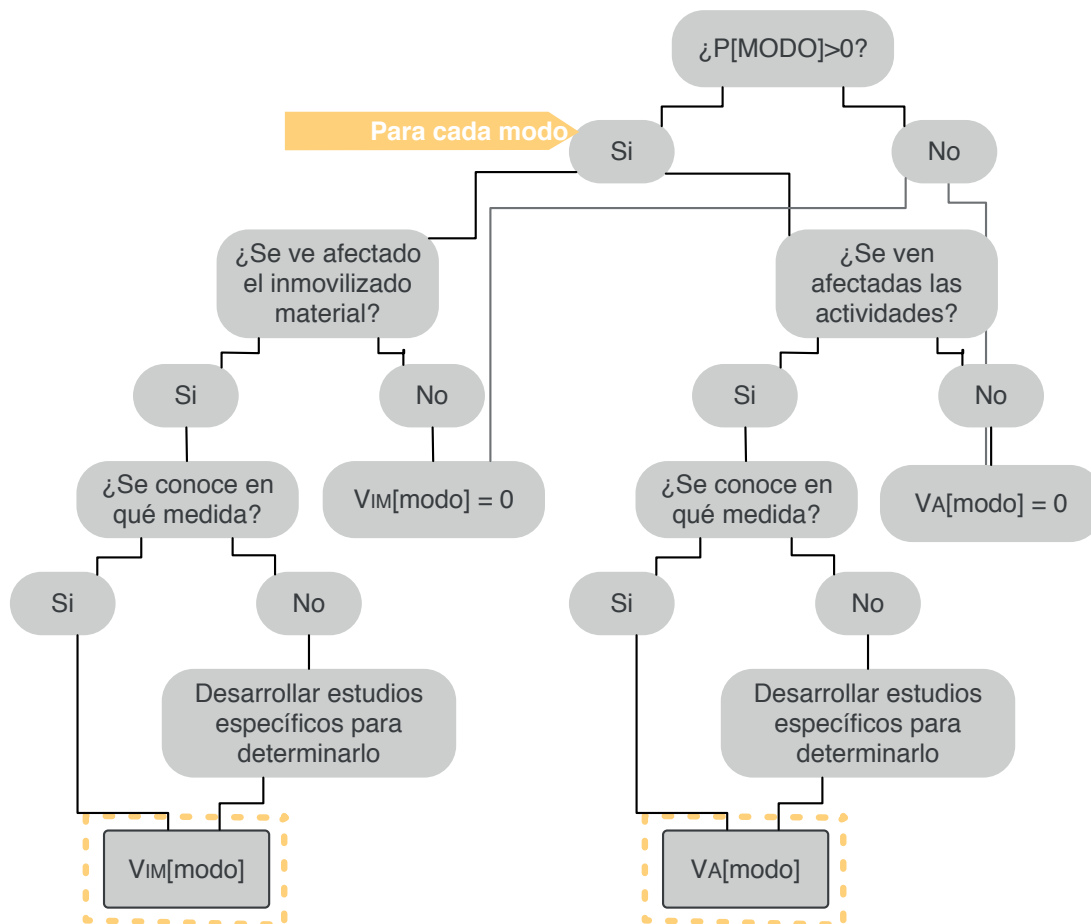 ¿P[MODO]>0?
Para cada modo
Si
No
¿Se ve afectado
el inmovilizado
material?
¿Se ven
afectadas las
actividades?
Si
No
Si
No
¿Se conoce en
qué medida?
VIM[modo] = 0
¿Se conoce en
qué medida?
VA[modo] = 0
Si
No
Si
No
Desarrollar estudios
específicos para
determinarlo
Desarrollar estudios
específicos para
determinarlo
VIM[modo]
VA[modo]